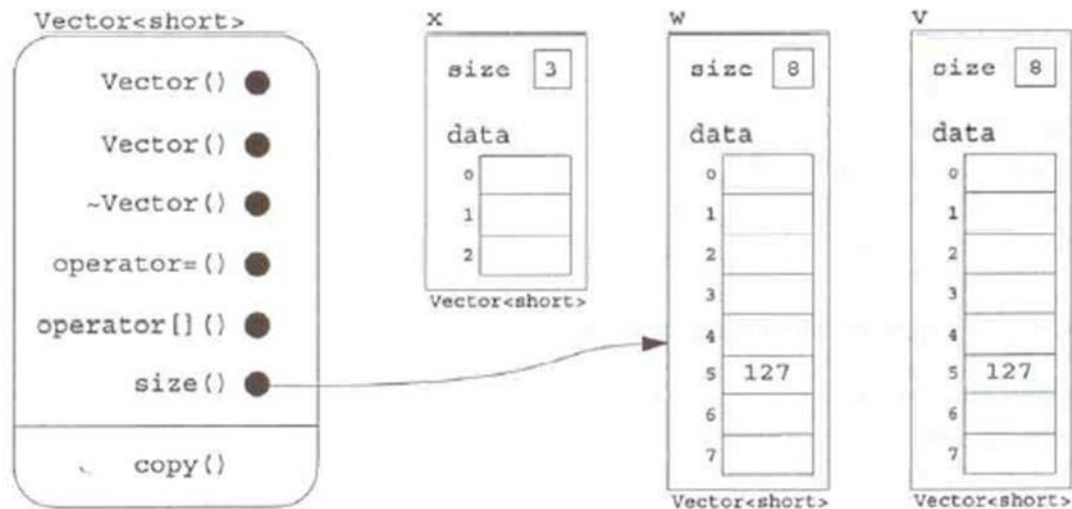 Vector<short>
Vector()
Vector()
~Vector()
operator=()
operator[]()
size()
copy()
x
size 3
data
0
1
2
Vector<short>
w
size 8
data
0
1
2
3
4
5 127
6
7
Vector<short>
v
size 8
data
0
1
2
3
4
5 127
6
7
Vector<short>